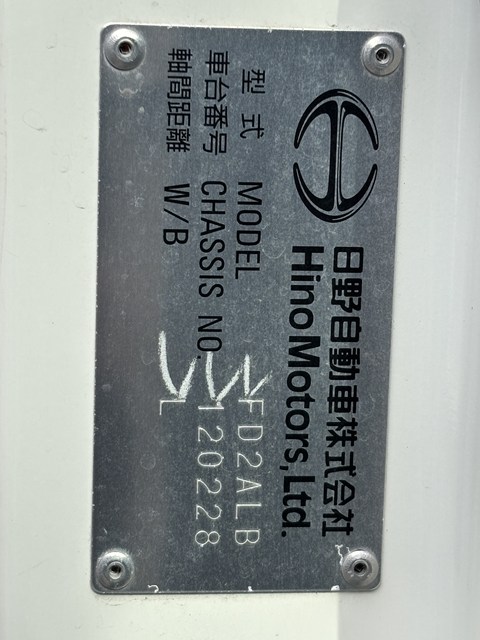 日野自動車株式会社
Hino Motors, Ltd.
型式 MODEL FD2ALB
車台番号 CHASSIS NO. 120228
軸間距離 W/B L